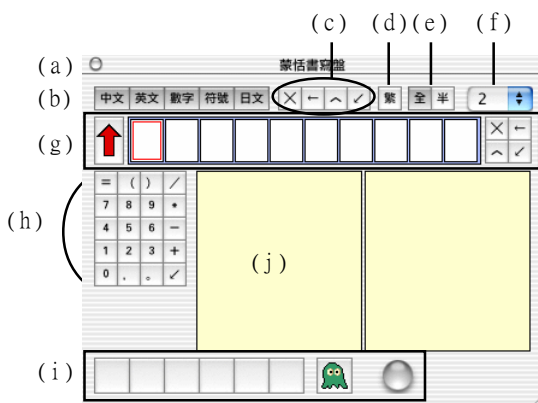 (c) (d) (e) (f)
(a) 蒙恬書寫盤
(b) 中文 英文 數字 符號 日文 × ← ︿ ↙ 繁 全 半 2
(g) × ←
︿ ↙
= ( ) /
7 8 9 *
(h) 4 5 6 −
1 2 3 +
(j)
0 . 。 ↙
(i)